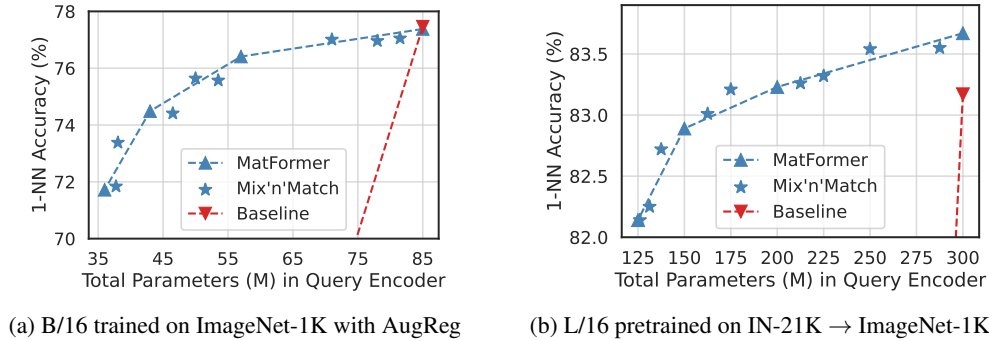 78
76
74
72
70
1-NN Accuracy (%)
MatFormer
Mix'n'Match
Baseline
35 45 55 65 75 85
Total Parameters (M) in Query Encoder
(a) B/16 trained on ImageNet-1K with AugReg
83.5
83.0
82.5
82.0
1-NN Accuracy (%)
MatFormer
Mix'n'Match
Baseline
125 150 175 200 225 250 275 300
Total Parameters (M) in Query Encoder
(b) L/16 pretrained on IN-21K → ImageNet-1K